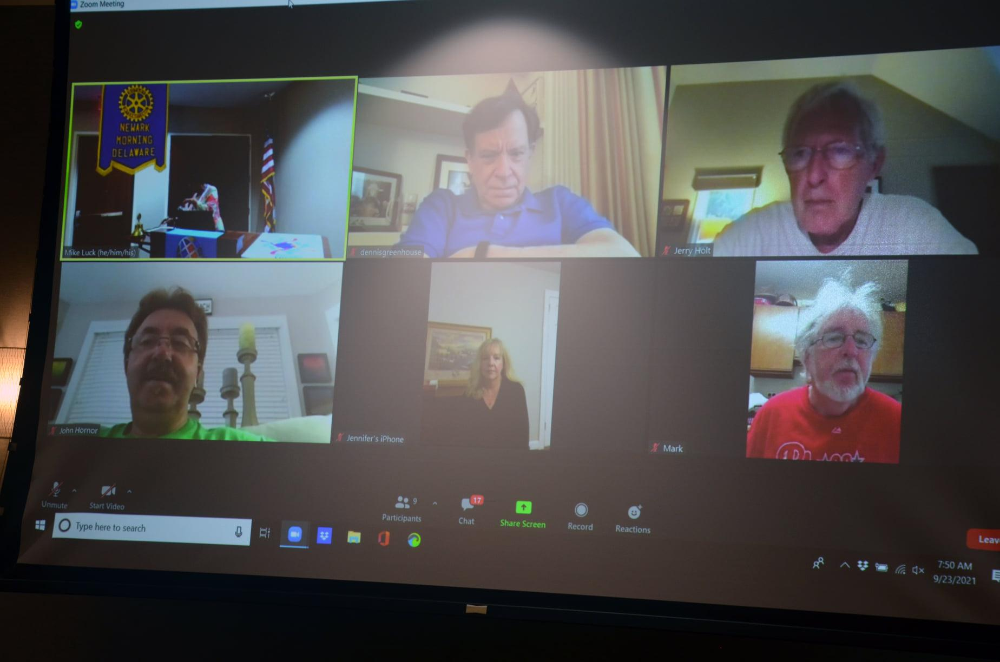 Zoom Meeting
NEWARK
MORNING
DELAWARE
Mike Luck (he/him/his)
dennisgreenhouse
Jerry Holt
John Hornor
Jennifer's iPhone
Mark
Unmute
Start Video
9
Participants
17
Chat
Share Screen
Record
Reactions
Type here to search
7:50 AM
9/23/2021